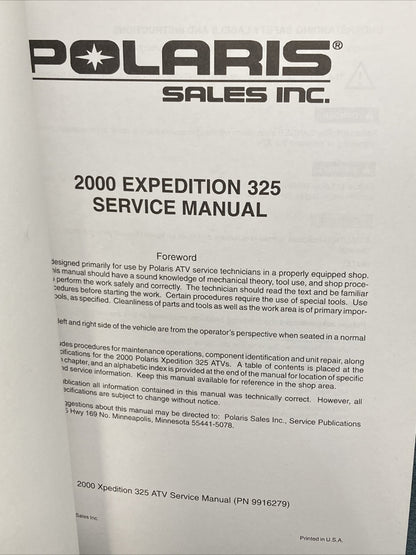 POLARIS®
SALES INC.
2000 EXPEDITION 325
SERVICE MANUAL
Foreword
designed primarily for use by Polaris ATV service technicians in a properly equipped shop.
this manual should have a sound knowledge of mechanical theory, tool use, and shop proce-
perform the work safely and correctly. The technician should read the text and be familiar
before starting the work. Certain procedures require the use of special tools. Use
as specified. Cleanliness of parts and tools as well as the work area is of primary impor-
left and right side of the vehicle are from the operator's perspective when seated in a normal
procedures for maintenance operations, component identification and unit repair, along
for the 2000 Polaris Xpedition 325 ATVs. A table of contents is placed at the
chapter, and an alphabetic index is provided at the end of the manual for location of specific
service information. Keep this manual available for reference in the shop area.
publication all information contained in this manual was technically correct. However, all
are subject to change without notice.
about this manual may be directed to: Polaris Sales Inc., Service Publications
Hwy 169 No. Minneapolis, Minnesota 55441-5078.
2000 Xpedition 325 ATV Service Manual (PN 9916279)
Sales Inc.
Printed in U.S.A.